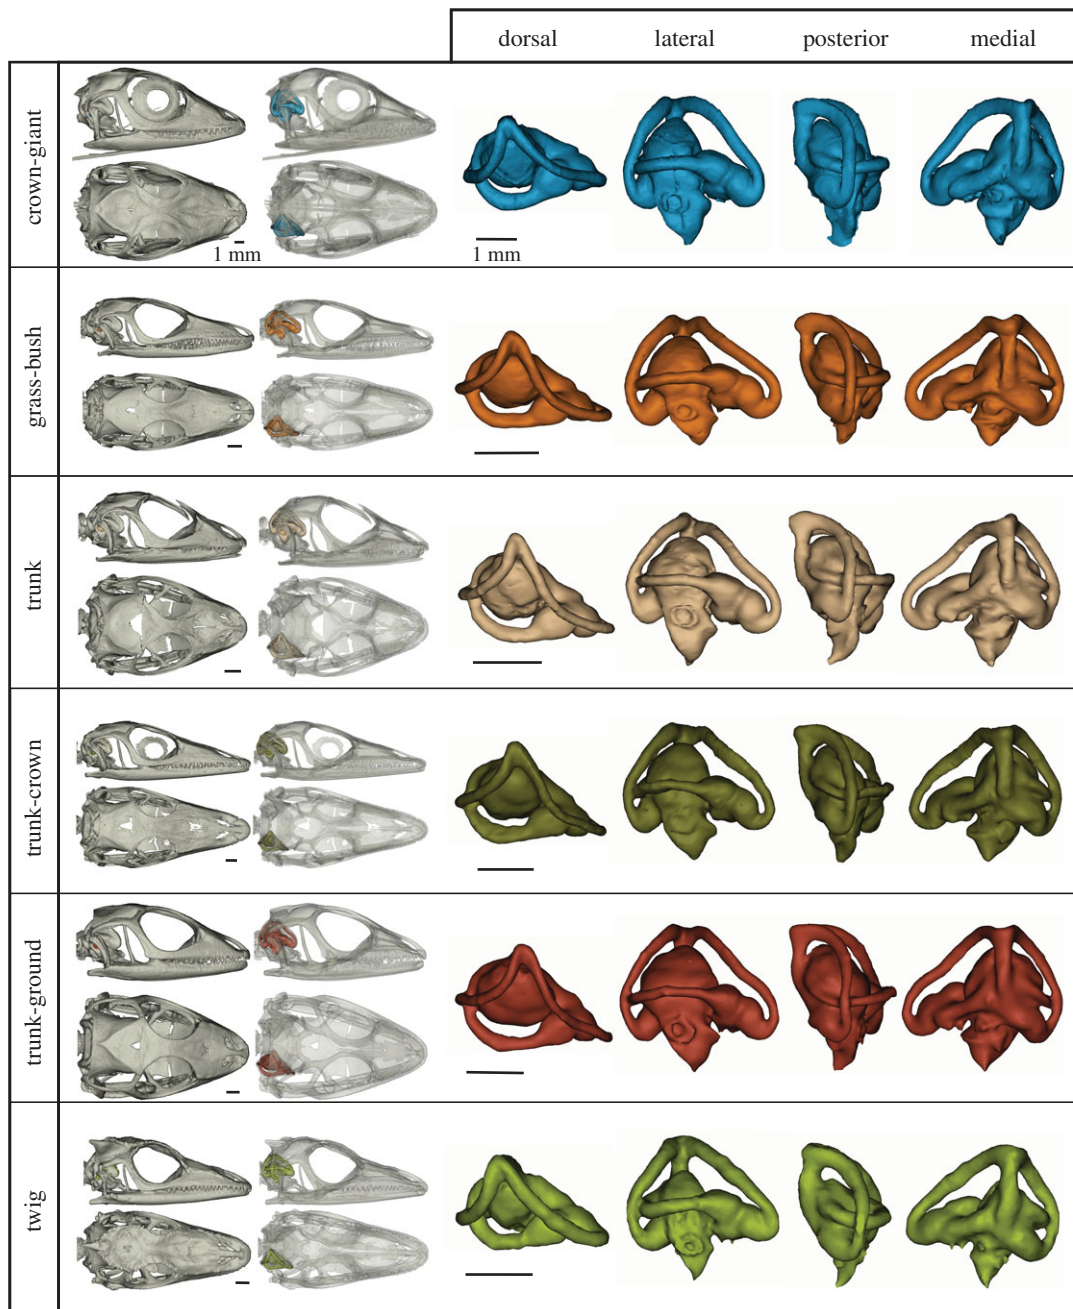 dorsal lateral posterior medial
crown-giant
1 mm 1 mm
grass-bush
trunk
trunk-crown
trunk-ground
twig